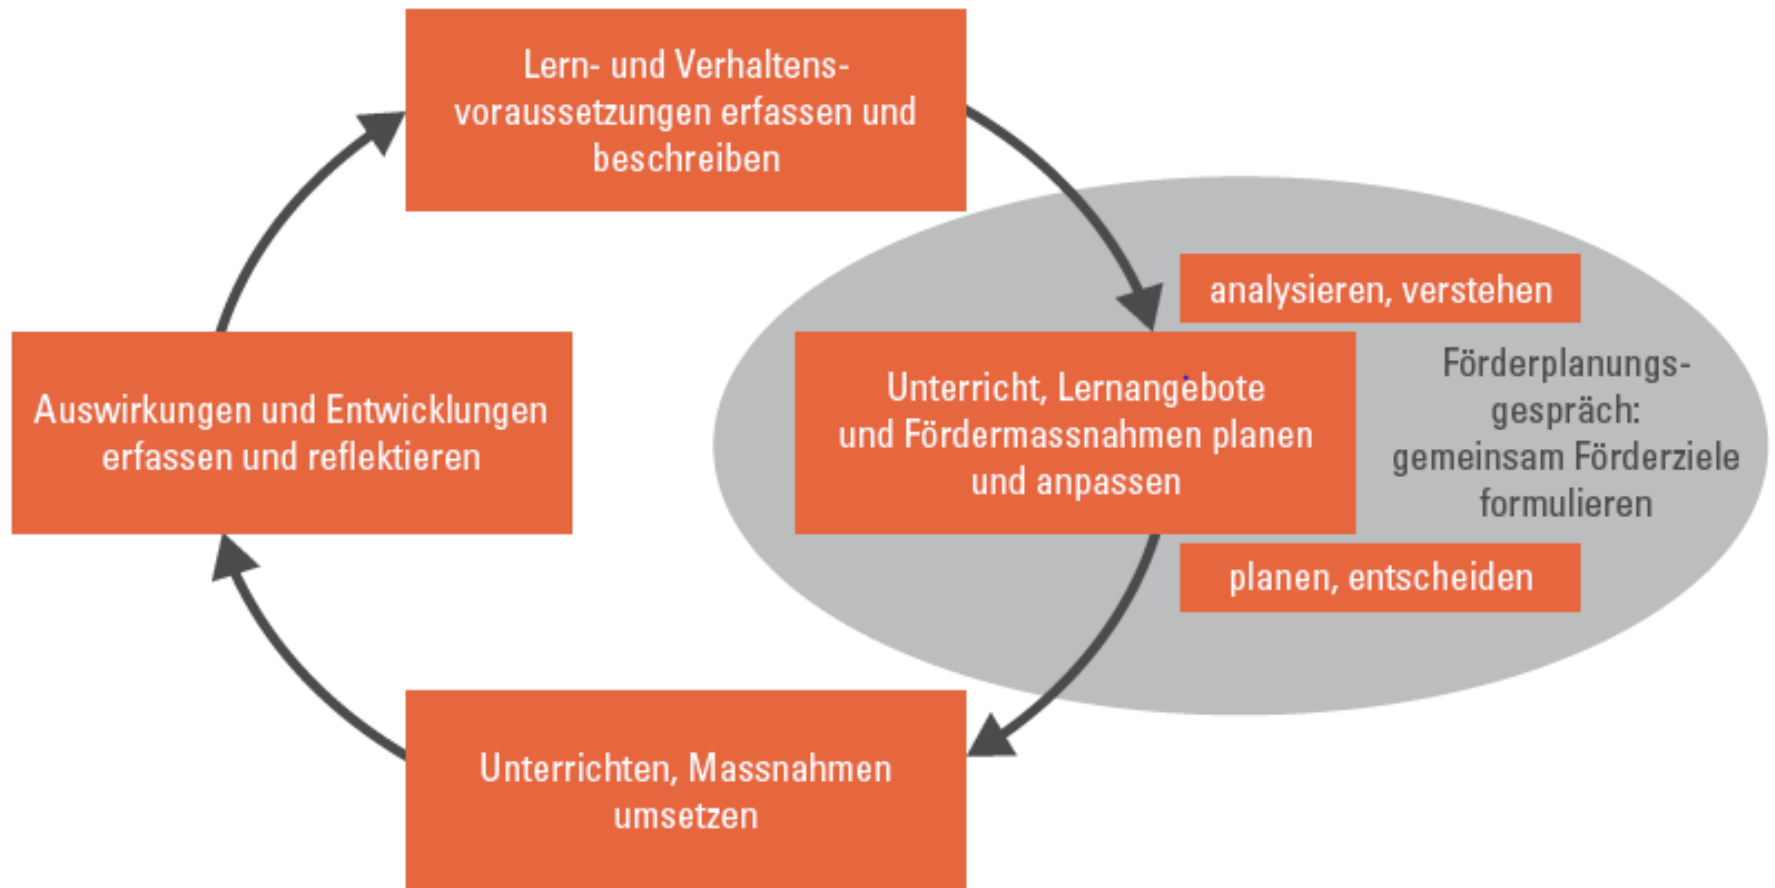 Lern- und Verhaltens-
voraussetzungen erfassen und
beschreiben
analysieren, verstehen
Unterricht, Lernangebote
und Fördermassnahmen planen
und anpassen
Förderplanungs-
gespräch:
gemeinsam Förderziele
formulieren
planen, entscheiden
Unterrichten, Massnahmen
umsetzen
Auswirkungen und Entwicklungen
erfassen und reflektieren